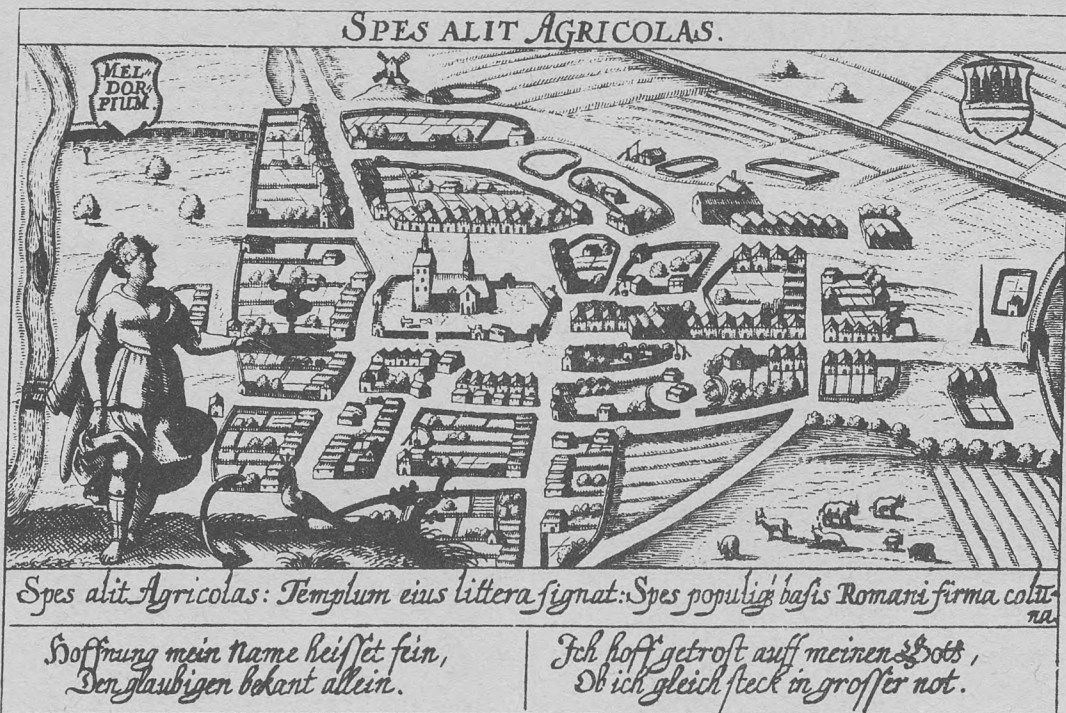 SPES ALIT AGRICOLAS.
MEL-
DOR-
PIUM.
Spes alit Agricolas: Templum eius littera signat: Spes populiq́ basis Romani firma colū-
na.
Hoffnung mein Name heisset fein,
Den glaubigen bekant allein.
Ich hoff getrost auff meinen Gott,
Ob ich gleich steck in grosser not.